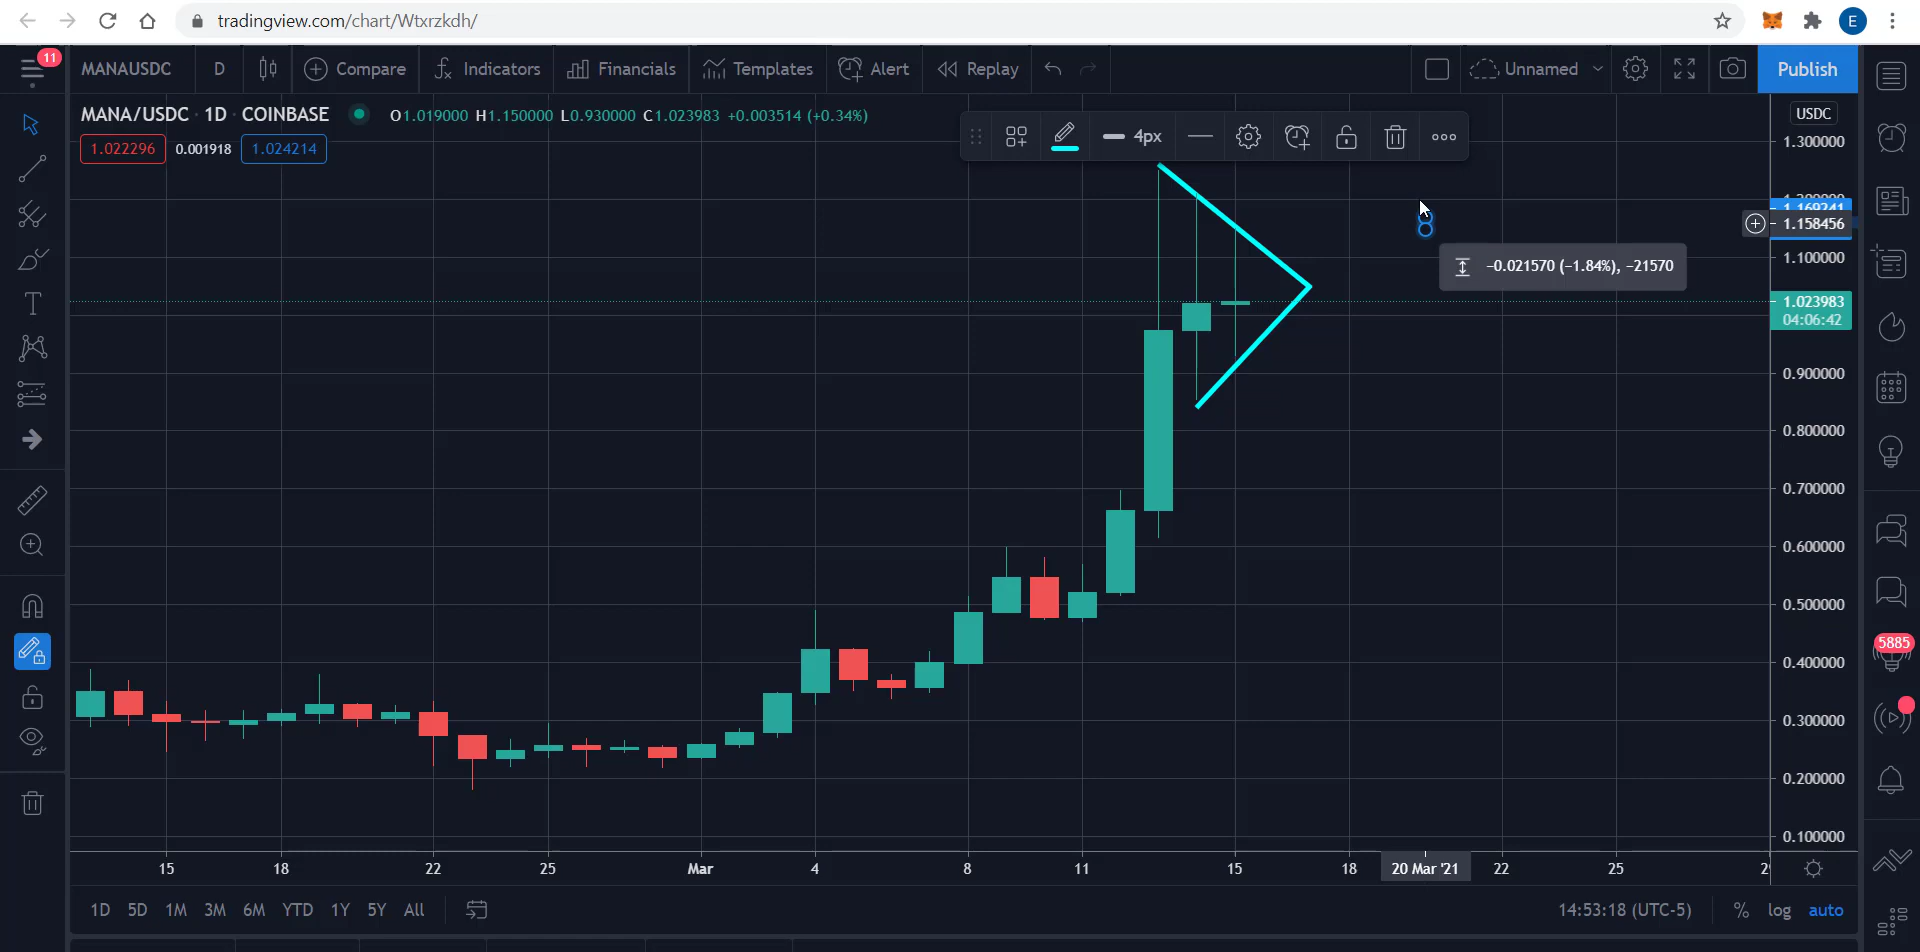 tradingview.com/chart/Wtxrzkdh/
E
11
MANAUSDC D Compare Indicators Financials Templates Alert Replay Unnamed Publish
MANA/USDC · 1D · COINBASE O1.019000 H1.150000 L0.930000 C1.023983 +0.003514 (+0.34%)
USDC
1.022296 0.001918 1.024214
4px
1.300000
1.169241
1.158456
1.100000
−0.021570 (−1.84%), −21570
1.023983
04:06:42
0.900000
0.800000
0.700000
0.600000
0.500000
5885
0.400000
0.300000
0.200000
0.100000
15 18 22 25 Mar 4 8 11 15 18 20 Mar '21 22 25
1D 5D 1M 3M 6M YTD 1Y 5Y All 14:53:18 (UTC-5) % log auto